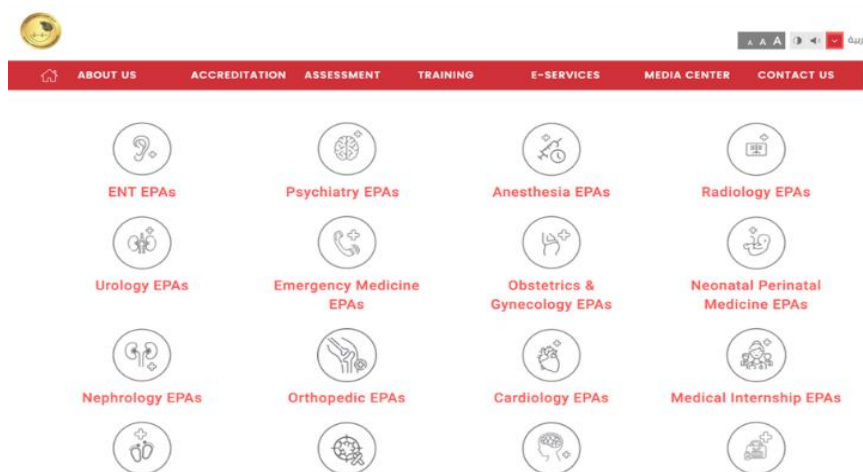 A A A
ABOUT US ACCREDITATION ASSESSMENT TRAINING E-SERVICES MEDIA CENTER CONTACT US
ENT EPAs Psychiatry EPAs Anesthesia EPAs Radiology EPAs
Urology EPAs Emergency Medicine EPAs Obstetrics & Gynecology EPAs Neonatal Perinatal Medicine EPAs
Nephrology EPAs Orthopedic EPAs Cardiology EPAs Medical Internship EPAs